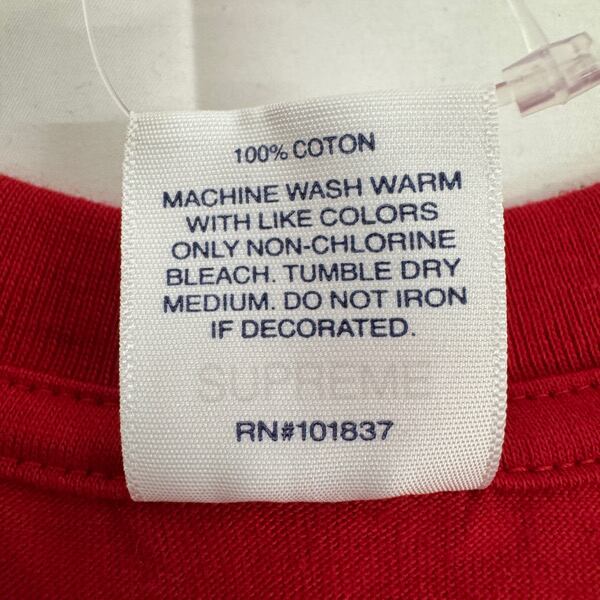 100% COTON
MACHINE WASH WARM
WITH LIKE COLORS
ONLY NON-CHLORINE
BLEACH. TUMBLE DRY
MEDIUM. DO NOT IRON
IF DECORATED.
SUPREME
RN#101837